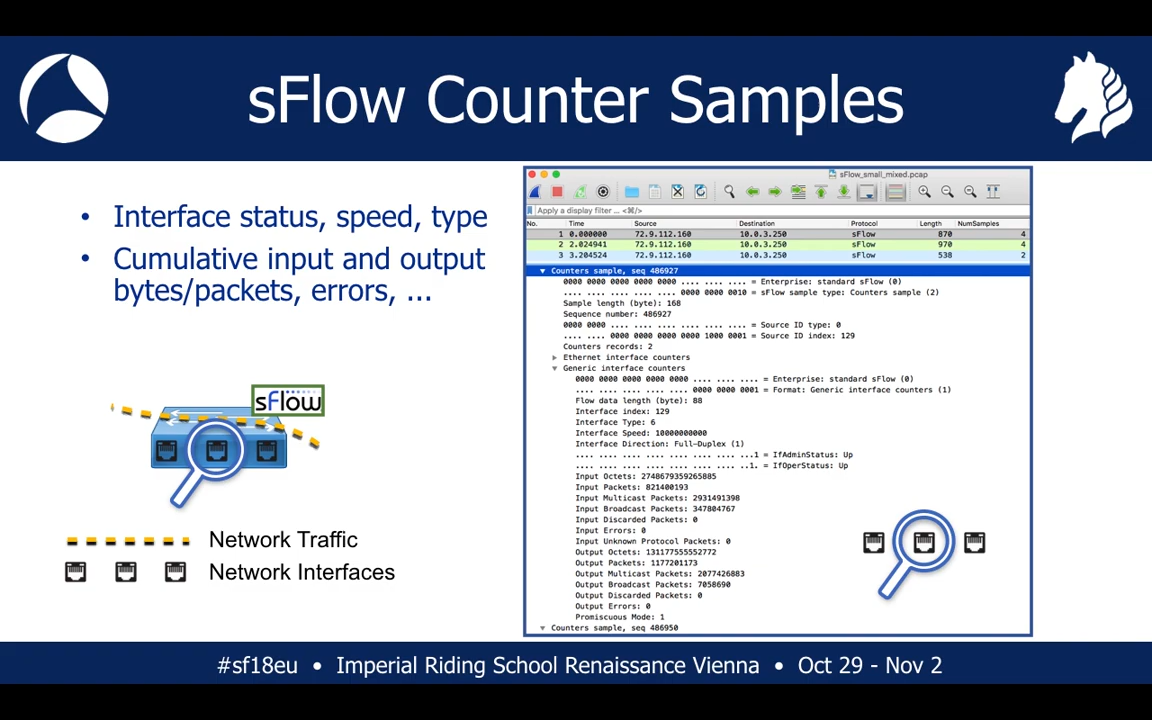 sFlow Counter Samples
• Interface status, speed, type
• Cumulative input and output
bytes/packets, errors, ...
sFlow
Network Traffic
Network Interfaces
sFlow_small_mixed.pcap
Apply a display filter ... <⌘/>
No. Time Source Destination Protocol Length NumSamples
1 0.000000 72.9.112.160 10.0.3.250 sFlow 870 4
2 2.024941 72.9.112.160 10.0.3.250 sFlow 970 4
3 3.204524 72.9.112.160 10.0.3.250 sFlow 538 2
Counters sample, seq 486927
0000 0000 0000 0000 0000 .... .... .... = Enterprise: standard sFlow (0)
.... .... .... .... .... 0000 0000 0010 = sFlow sample type: Counters sample (2)
Sample length (byte): 168
Sequence number: 486927
0000 0000 .... .... .... .... .... .... = Source ID type: 0
.... .... 0000 0000 0000 0000 1000 0001 = Source ID index: 129
Counters records: 2
Ethernet interface counters
Generic interface counters
0000 0000 0000 0000 0000 .... .... .... = Enterprise: standard sFlow (0)
.... .... .... .... .... 0000 0000 0001 = Format: Generic interface counters (1)
Flow data length (byte): 88
Interface index: 129
Interface Type: 6
Interface Speed: 10000000000
Interface Direction: Full-Duplex (1)
.... .... .... .... .... .... .... ...1 = IfAdminStatus: Up
.... .... .... .... .... .... .... ..1. = IfOperStatus: Up
Input Octets: 2748679359265885
Input Packets: 821400193
Input Multicast Packets: 2931491398
Input Broadcast Packets: 347804767
Input Discarded Packets: 0
Input Errors: 0
Input Unknown Protocol Packets: 0
Output Octets: 131177555552772
Output Packets: 1177201173
Output Multicast Packets: 2077426883
Output Broadcast Packets: 7058690
Output Discarded Packets: 0
Output Errors: 0
Promiscuous Mode: 1
Counters sample, seq 486950
#sf18eu • Imperial Riding School Renaissance Vienna • Oct 29 - Nov 2